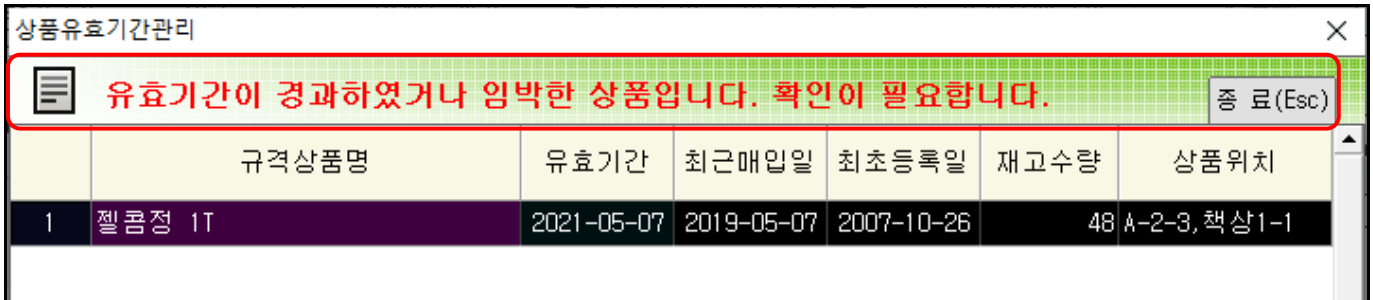 상품유효기간관리
유효기간이 경과하였거나 임박한 상품입니다. 확인이 필요합니다.
종 료(Esc)
규격상품명 유효기간 최근매입일 최초등록일 재고수량 상품위치
1 젤콤정 1T 2021-05-07 2019-05-07 2007-10-26 48 A-2-3,책상1-1